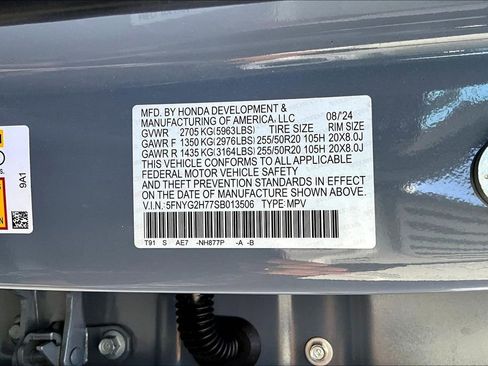 MFD. BY HONDA DEVELOPMENT &
MANUFACTURING OF AMERICA, LLC 08/'24
GVWR 2705 KG(5963LBS) TIRE SIZE RIM SIZE
GAWR F 1350 KG(2976LBS) 255/50R20 105H 20X8.0J
GAWR R 1435 KG(3164LBS) 255/50R20 105H 20X8.0J
THIS VEHICLE CONFORMS TO ALL APPLICABLE
FEDERAL MOTOR VEHICLE SAFETY
AND THEFT PREVENTION STANDARDS IN EFFECT
ON THE DATE OF MANUFACTURE SHOWN ABOVE.
V.I.N.: 5FNYG2H77SB013506 TYPE: MPV
T91 S AE7 -NH877P -A -B
9A1